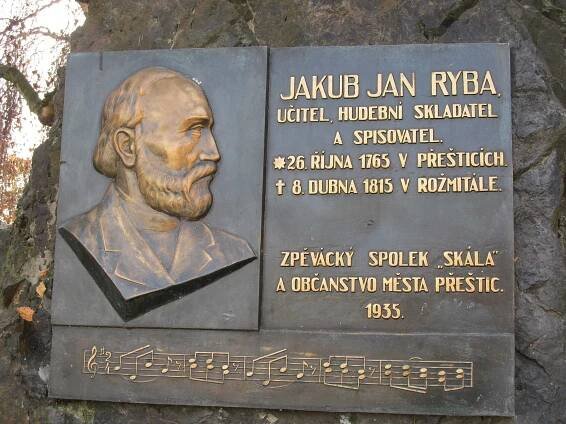 JAKUB JAN RYBA,
UČITEL, HUDEBNÍ SKLADATEL
A SPISOVATEL.
✷26. ŘÍJNA 1765 V PŘEŠTICÍCH.
† 8. DUBNA 1815 V ROŽMITÁLE.
ZPĚVÁCKÝ SPOLEK „SKÁLA"
A OBČANSTVO MĚSTA PŘEŠTIC.
1935.